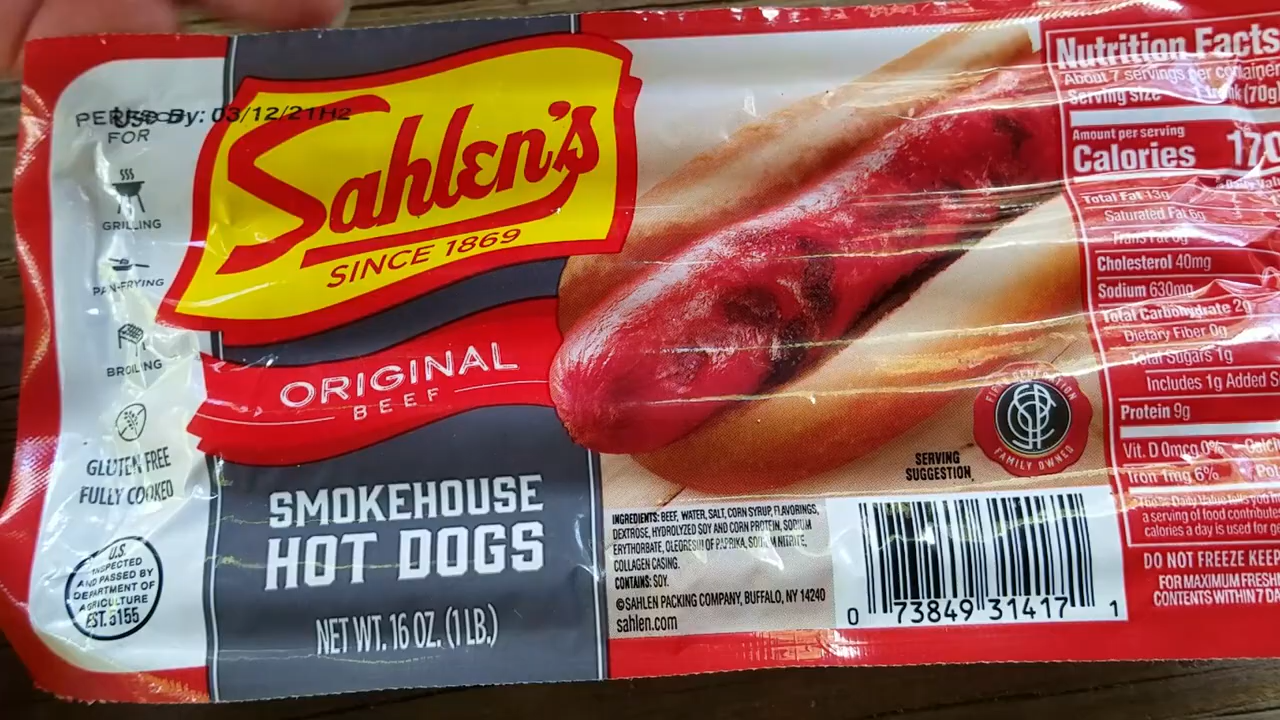 Use By: 03/12/21H2
PERFECT
FOR
GRILLING
PAN-FRYING
BROILING
GLUTEN FREE
FULLY COOKED
U.S.
INSPECTED
AND PASSED BY
DEPARTMENT OF
AGRICULTURE
EST. 3155
Sahlen's
SINCE 1869
ORIGINAL
BEEF
SMOKEHOUSE
HOT DOGS
NET WT. 16 OZ. (1 LB.)
SERVING
SUGGESTION
FAMILY OWNED
INGREDIENTS: BEEF, WATER, SALT, CORN SYRUP, FLAVORINGS,
DEXTROSE, HYDROLYZED SOY AND CORN PROTEIN, SODIUM
ERYTHORBATE, OLEORESIN OF PAPRIKA, SODIUM NITRITE,
COLLAGEN CASING.
CONTAINS: SOY.
©SAHLEN PACKING COMPANY, BUFFALO, NY 14240
sahlen.com
0 73849 31417 1
Nutrition Facts
About 7 servings per container
Serving size 1 frank (70g)
Amount per serving
Calories 170
Total Fat 13g
Saturated Fat 6g
Trans Fat 0g
Cholesterol 40mg
Sodium 630mg
Total Carbohydrate 2g
Dietary Fiber 0g
Total Sugars 1g
Includes 1g Added
Protein 9g
Vit. D 0mcg 0%
Iron 1mg 6%
a serving of food
calories a day is used for
DO NOT FREEZE KEEP
FOR MAXIMUM
CONTENTS WITHIN 7